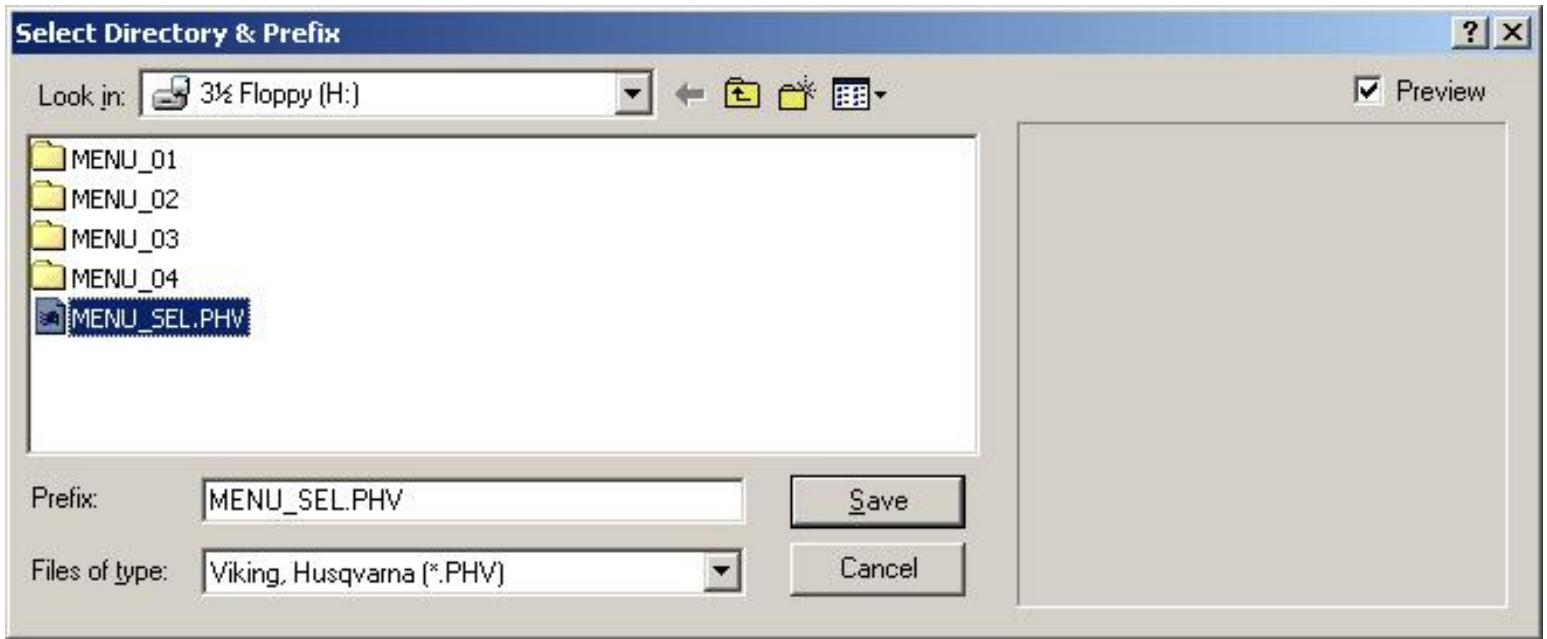 Select Directory & Prefix
Look in: 3½ Floppy (H:)
Preview
MENU_01
MENU_02
MENU_03
MENU_04
MENU_SEL.PHV
Prefix: MENU_SEL.PHV
Save
Files of type: Viking, Husqvarna (*.PHV)
Cancel